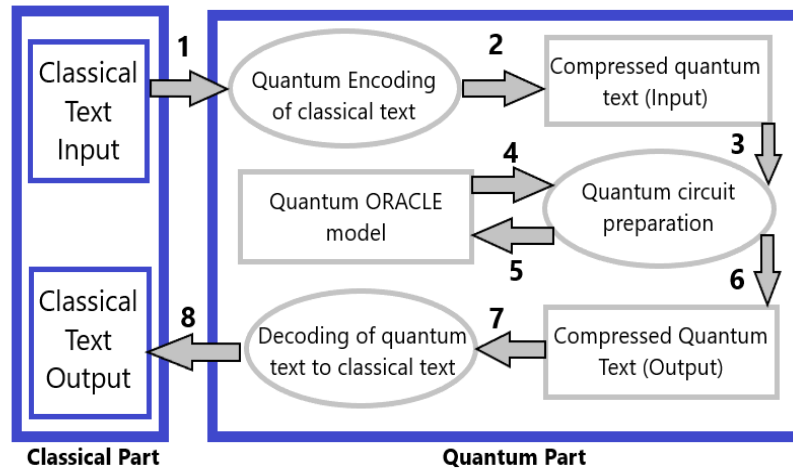 Classical
Text
Input
1
Quantum Encoding
of classical text
2
Compressed quantum
text (Input)
3
Quantum circuit
preparation
4
5
Quantum ORACLE
model
6
Compressed Quantum
Text (Output)
7
Decoding of quantum
text to classical text
8
Classical
Text
Output
Classical Part
Quantum Part